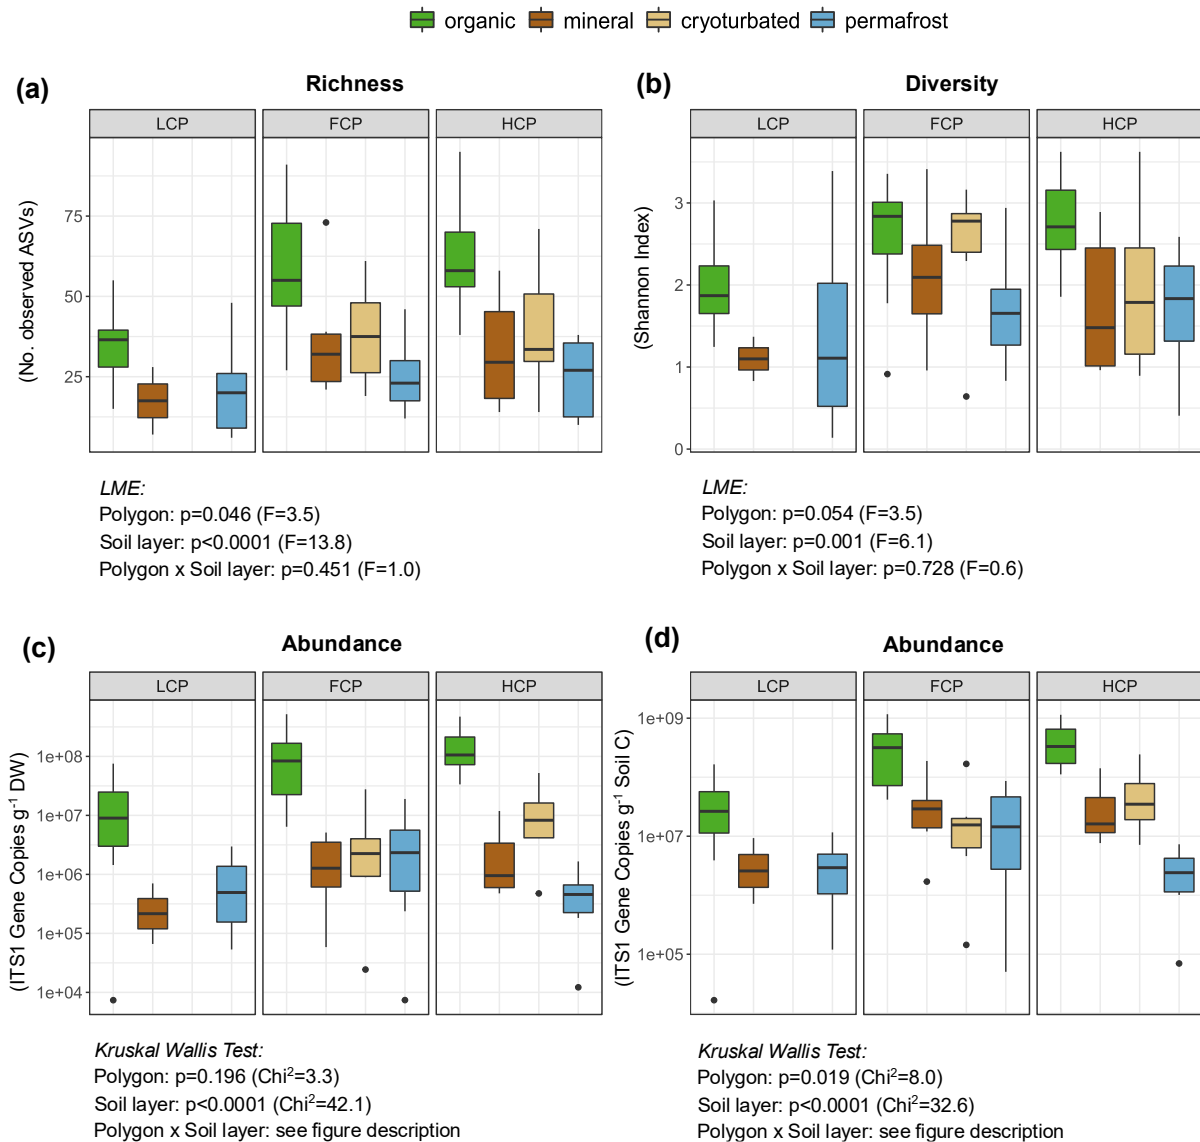 organic mineral cryoturbated permafrost
(a) Richness
LCP FCP HCP
(No. observed ASVs)
75
50
25
LME:
Polygon: p=0.046 (F=3.5)
Soil layer: p<0.0001 (F=13.8)
Polygon x Soil layer: p=0.451 (F=1.0)
(b) Diversity
LCP FCP HCP
(Shannon Index)
3
2
1
0
LME:
Polygon: p=0.054 (F=3.5)
Soil layer: p=0.001 (F=6.1)
Polygon x Soil layer: p=0.728 (F=0.6)
(c) Abundance
LCP FCP HCP
(ITS1 Gene Copies g⁻¹ DW)
1e+08
1e+07
1e+06
1e+05
1e+04
Kruskal Wallis Test:
Polygon: p=0.196 (Chi²=3.3)
Soil layer: p<0.0001 (Chi²=42.1)
Polygon x Soil layer: see figure description
(d) Abundance
LCP FCP HCP
(ITS1 Gene Copies g⁻¹ Soil C)
1e+09
1e+07
1e+05
Kruskal Wallis Test:
Polygon: p=0.019 (Chi²=8.0)
Soil layer: p<0.0001 (Chi²=32.6)
Polygon x Soil layer: see figure description